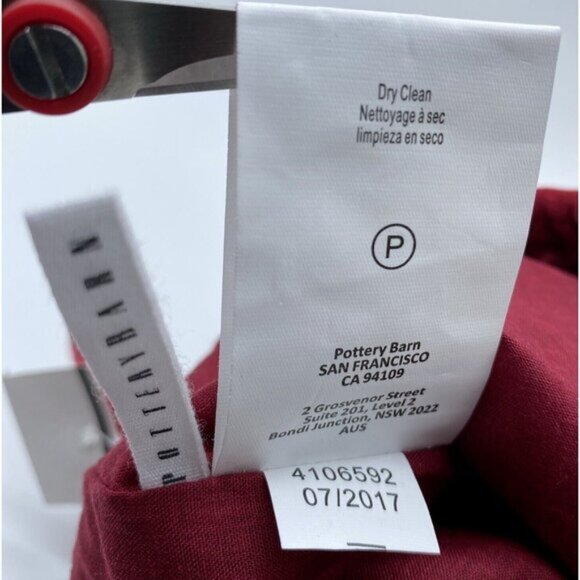 Dry Clean
Nettoyage à sec
limpieza en seco
P
Pottery Barn
SAN FRANCISCO
CA 94109
2 Grosvenor Street
Suite 201, Level 2
Bondi Junction, NSW 2022
AUS
4106592
07/2017
POTTERYBARN